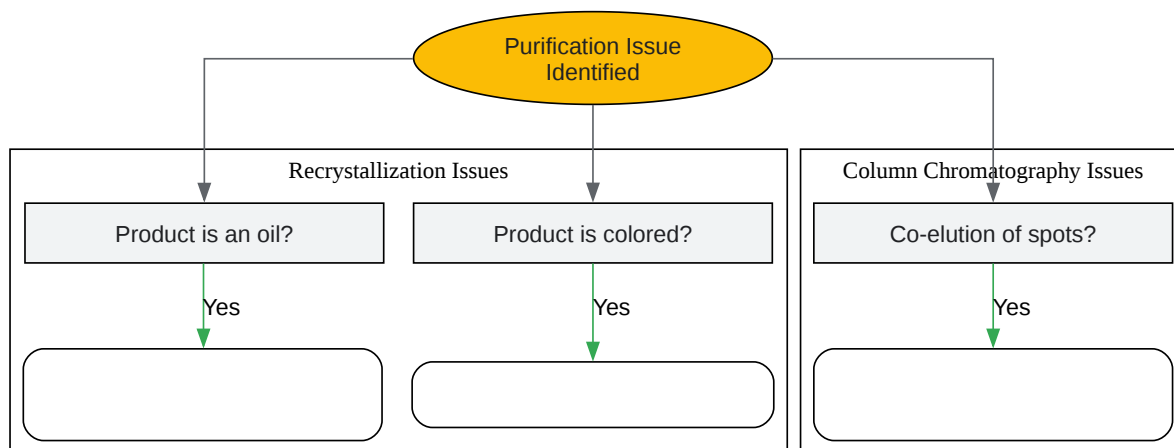 Purification Issue
Identified
Recrystallization Issues
Column Chromatography Issues
Product is an oil?
Product is colored?
Co-elution of spots?
Yes
Yes
Yes